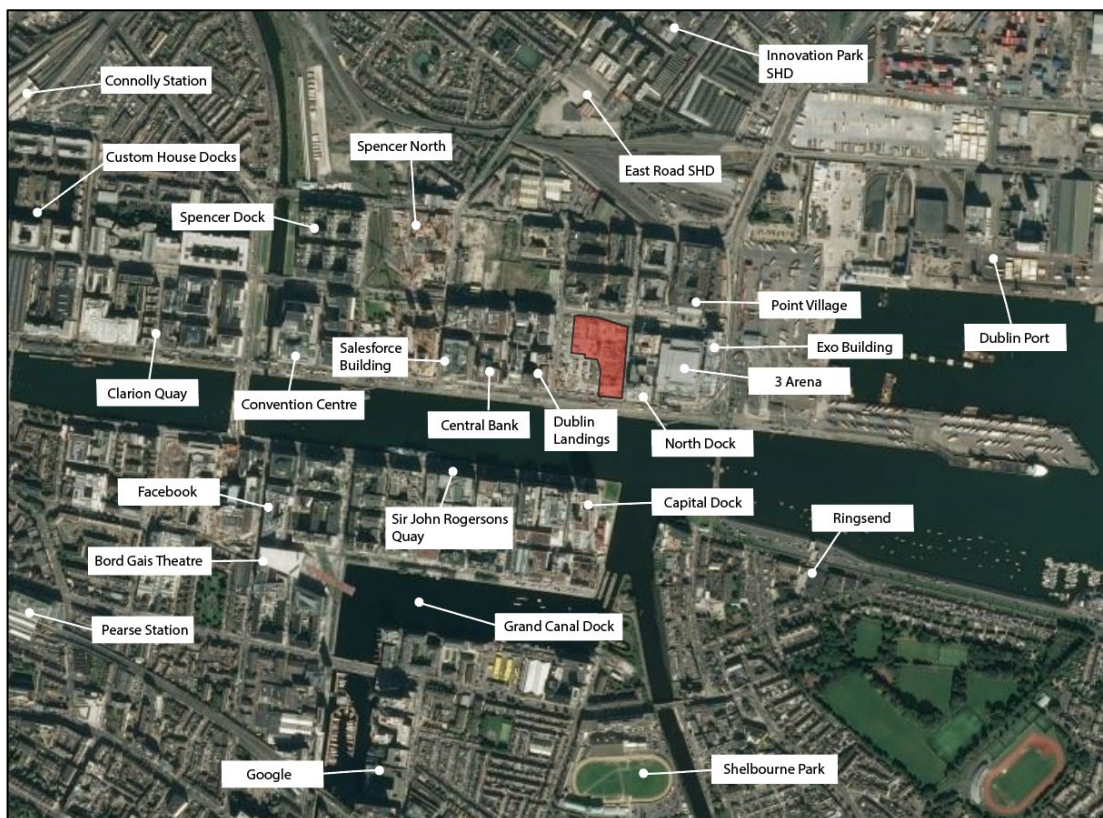 Innovation Park
SHD
Connolly Station
Spencer North
Custom House Docks
East Road SHD
Spencer Dock
Point Village
Dublin Port
Salesforce
Building
Exo Building
Clarion Quay
Convention Centre
3 Arena
Central Bank
Dublin
Landings
North Dock
Facebook
Sir John Rogersons
Quay
Capital Dock
Ringsend
Bord Gais Theatre
Pearse Station
Grand Canal Dock
Google
Shelbourne Park